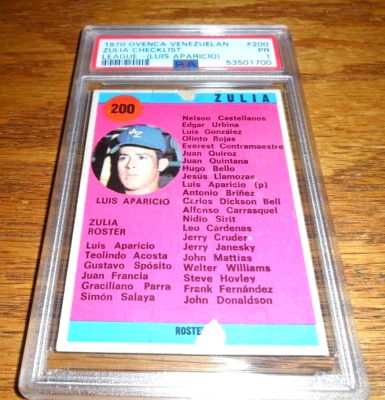 1970 OVENCA VENEZUELAN #200
ZULIA CHECKLIST PR
LEAGUE-(LUIS APARICIO) 1
PSA 53501700
ZULIA
200
LUIS APARICIO
ZULIA
ROSTER
Luis Aparicio
Teolindo Acosta
Gustavo Spósito
Juan Francia
Graciliano Parra
Simón Salaya
Nelson Castellanos
Edgar Urbina
Luis González
Olinto Rojas
Everest Contramaestre
Juan Quiroz
Juan Quintana
Hugo Bello
Jesús Llamozas
Luis Aparicio (p)
Antonio Briñez
Carlos Dickson Bell
Alfonso Carrasquel
Nidio Sirit
Leo Cárdenas
Jerry Cruder
Jerry Janesky
John Mattias
Walter Williams
Steve Hovley
Frank Fernández
John Donaldson